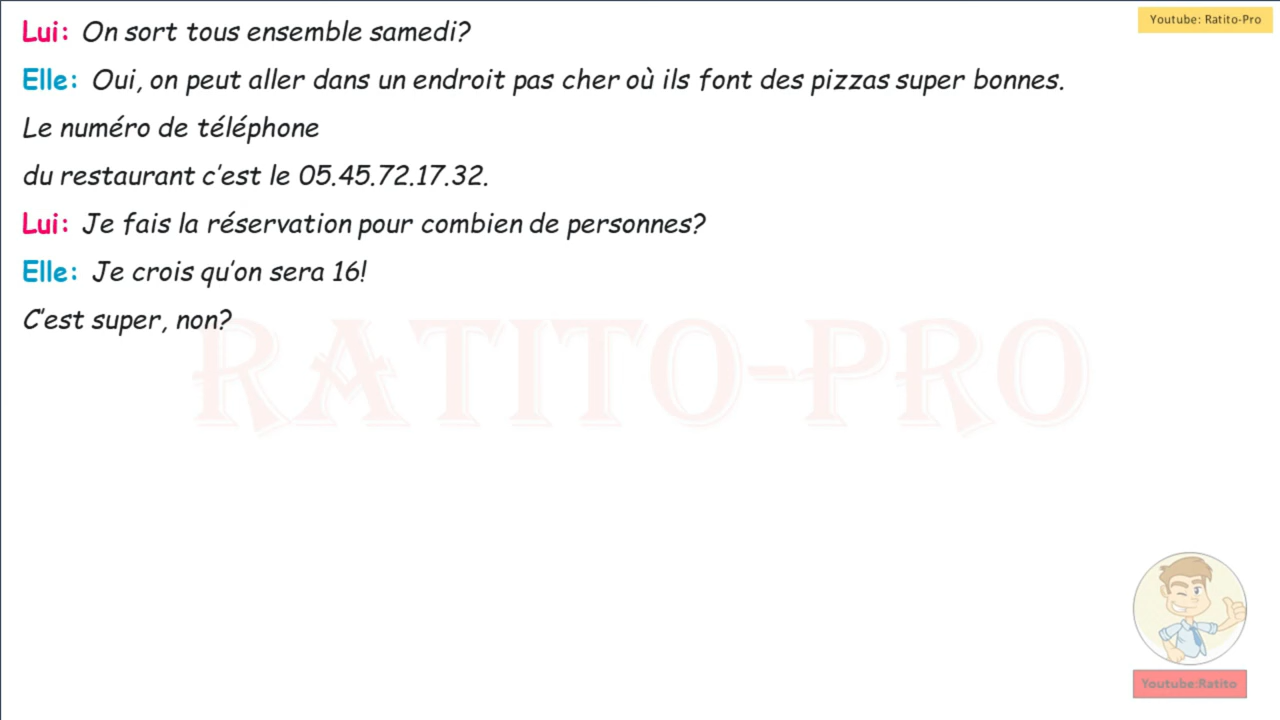 Youtube: Ratito-Pro
Lui: On sort tous ensemble samedi?
Elle: Oui, on peut aller dans un endroit pas cher où ils font des pizzas super bonnes.
Le numéro de téléphone
du restaurant c'est le 05.45.72.17.32.
Lui: Je fais la réservation pour combien de personnes?
Elle: Je crois qu'on sera 16!
C'est super, non?
RATITO-PRO
Youtube:Ratito